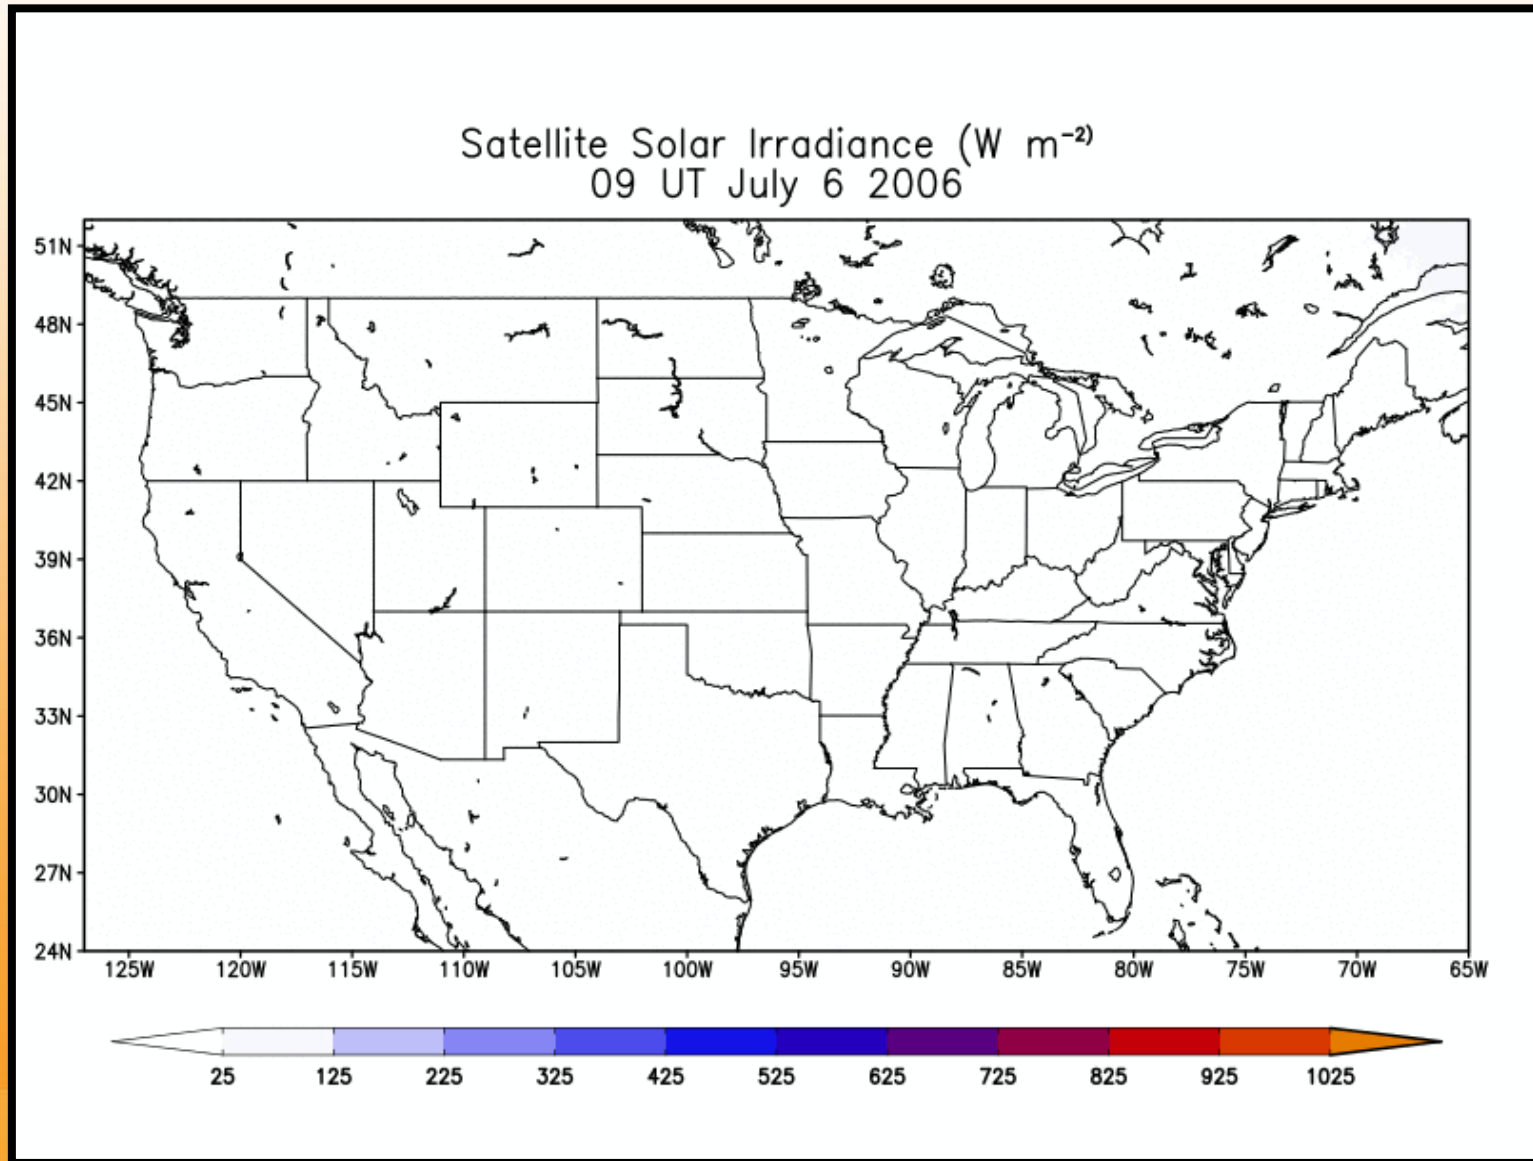 Satellite Solar Irradiance (W m⁻²)
09 UT July 6 2006
51N
48N
45N
42N
39N
36N
33N
30N
27N
24N
125W 120W 115W 110W 105W 100W 95W 90W 85W 80W 75W 70W 65W
25 125 225 325 425 525 625 725 825 925 1025